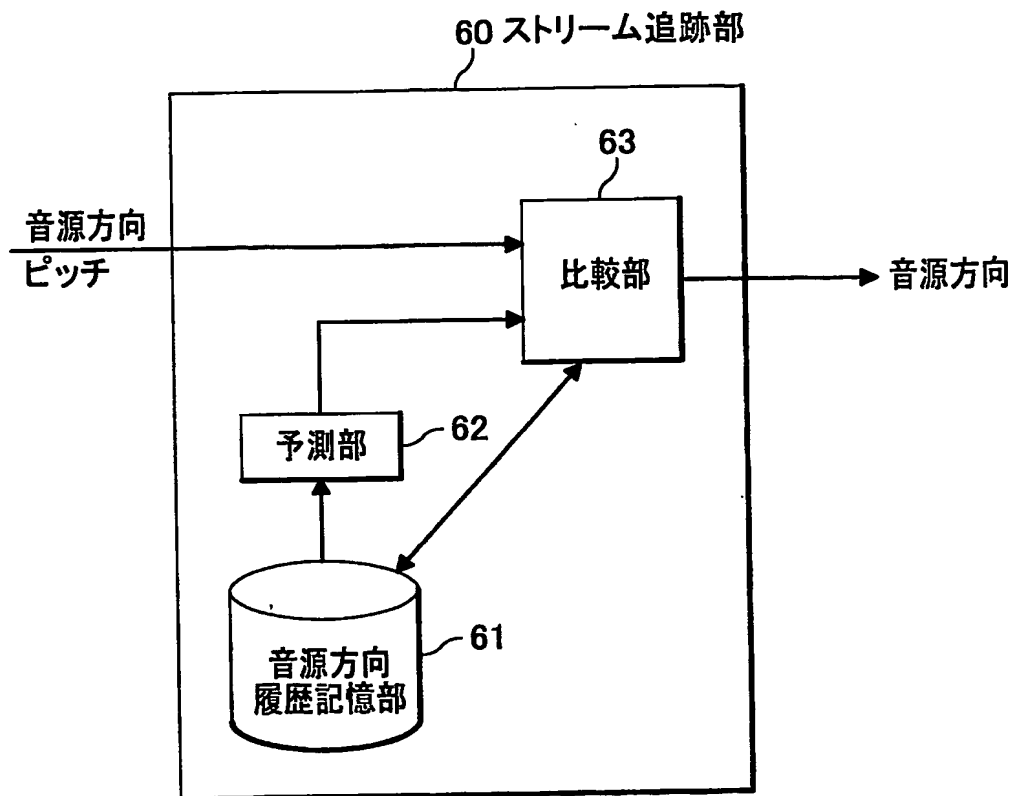 60 ストリーム追跡部
63
音源方向
ピッチ
比較部
音源方向
予測部
62
61
音源方向
履歴記憶部